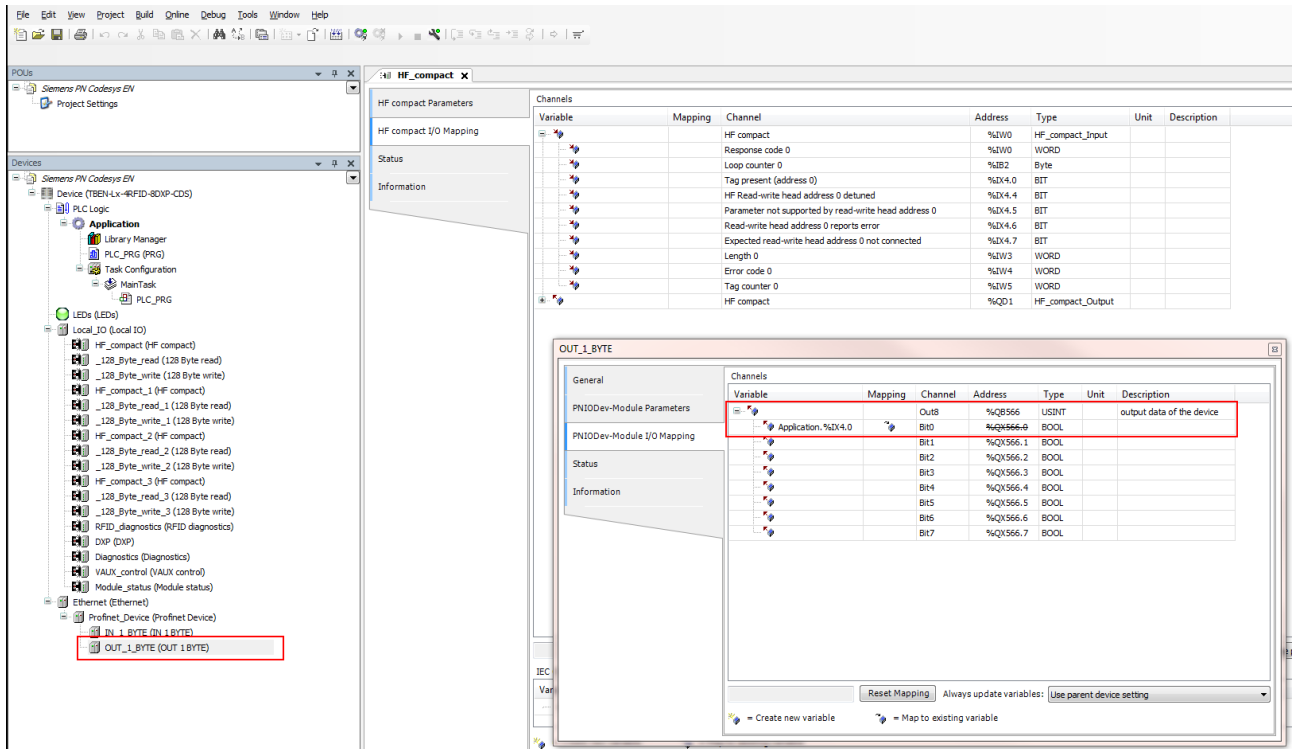 File Edit View Project Build Online Debug Tools Window Help
POUs
Siemens PN Codesys EN
Project Settings
Devices
Siemens PN Codesys EN
Device (TBEN-Lx-4RFID-8DXP-CDS)
PLC Logic
Application
Library Manager
PLC_PRG (PRG)
Task Configuration
MainTask
PLC_PRG
LEDs (LEDs)
Local_IO (Local IO)
HF_compact (HF compact)
_128_Byte_read (128 Byte read)
_128_Byte_write (128 Byte write)
HF_compact_1 (HF compact)
_128_Byte_read_1 (128 Byte read)
_128_Byte_write_1 (128 Byte write)
HF_compact_2 (HF compact)
_128_Byte_read_2 (128 Byte read)
_128_Byte_write_2 (128 Byte write)
HF_compact_3 (HF compact)
_128_Byte_read_3 (128 Byte read)
_128_Byte_write_3 (128 Byte write)
RFID_diagnostics (RFID diagnostics)
DXP (DXP)
Diagnostics (Diagnostics)
VAUX_control (VAUX control)
Module_status (Module status)
Ethernet (Ethernet)
Profinet_Device (Profinet Device)
IN_1_BYTE (IN 1 BYTE)
OUT_1_BYTE (OUT 1 BYTE)
HF_compact X
HF compact Parameters
HF compact I/O Mapping
Status
Information
Channels
Variable Mapping Channel Address Type Unit Description
HF compact %IW0 HF_compact_Input
Response code 0 %IW0 WORD
Loop counter 0 %IB2 Byte
Tag present (address 0) %IX4.0 BIT
HF Read-write head address 0 detuned %IX4.4 BIT
Parameter not supported by read-write head address 0 %IX4.5 BIT
Read-write head address 0 reports error %IX4.6 BIT
Expected read-write head address 0 not connected %IX4.7 BIT
Length 0 %IW3 WORD
Error code 0 %IW4 WORD
Tag counter 0 %IW5 WORD
HF compact %QD1 HF_compact_Output
IEC
Var
OUT_1_BYTE
General
PNIODev-Module Parameters
PNIODev-Module I/O Mapping
Status
Information
Channels
Variable Mapping Channel Address Type Unit Description
Out8 %QB566 USINT output data of the device
Application.%IX4.0 Bit0 %QX566.0 BOOL
Bit1 %QX566.1 BOOL
Bit2 %QX566.2 BOOL
Bit3 %QX566.3 BOOL
Bit4 %QX566.4 BOOL
Bit5 %QX566.5 BOOL
Bit6 %QX566.6 BOOL
Bit7 %QX566.7 BOOL
Reset Mapping Always update variables: Use parent device setting
= Create new variable = Map to existing variable